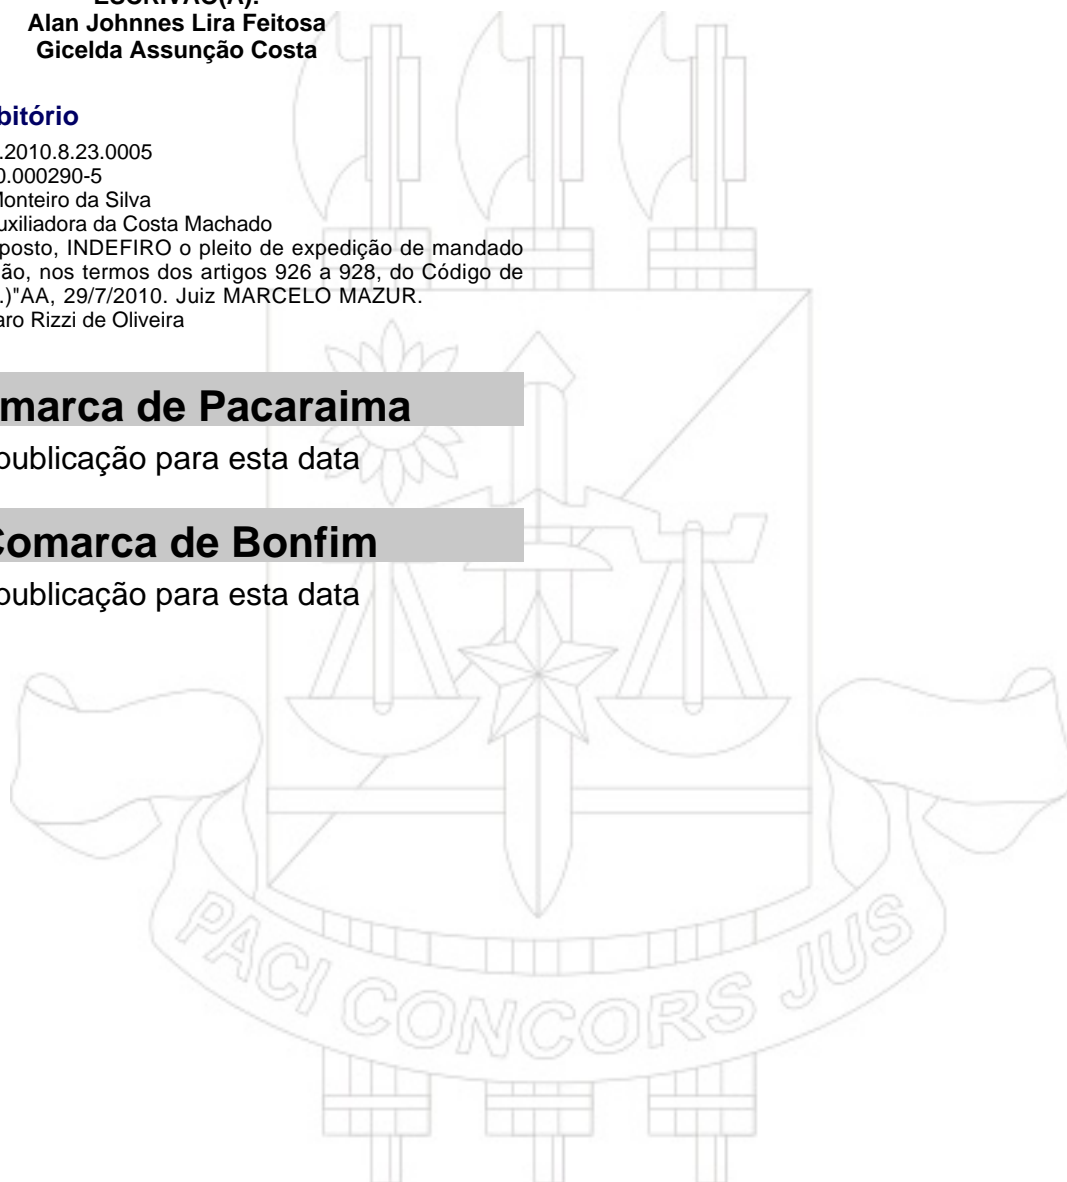 ESCRIVÃO(Ã):
Alan Johnnes Lira Feitosa
Gicelda Assunção Costa
bitório
.2010.8.23.0005
0.000290-5
Monteiro da Silva
uxiliadora da Costa Machado
posto, INDEFIRO o pleito de expedição de mandado
ão, nos termos dos artigos 926 a 928, do Código de
.)"AA, 29/7/2010. Juiz MARCELO MAZUR.
aro Rizzi de Oliveira
marca de Pacaraima
publicação para esta data
Comarca de Bonfim
publicação para esta data
PACI CONCORS JUS